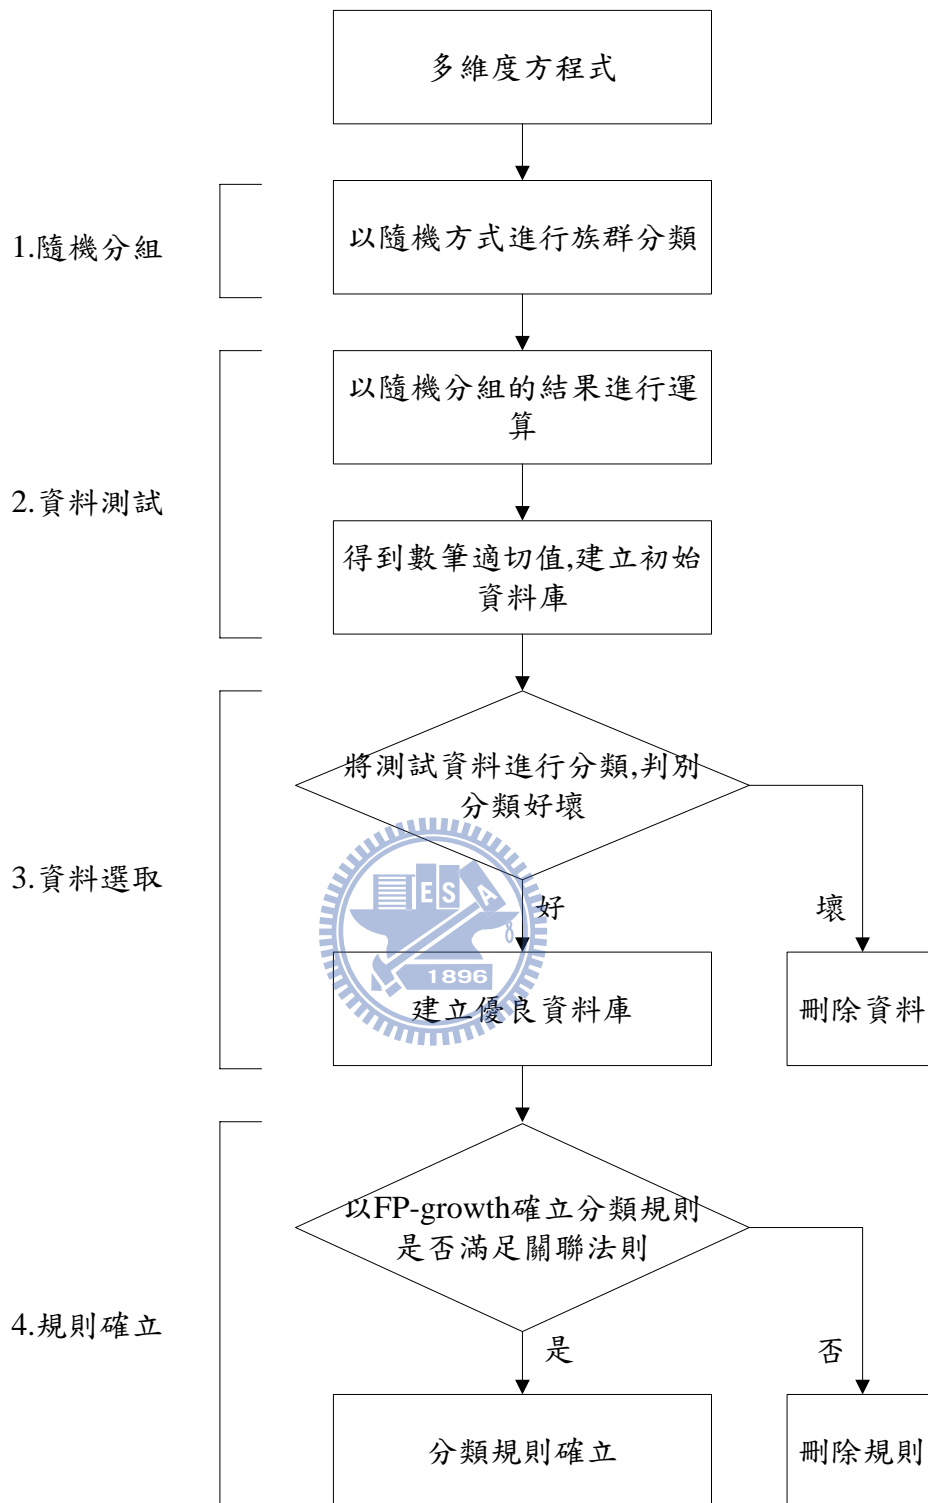 多維度方程式
1.隨機分組
以隨機方式進行族群分類
以隨機分組的結果進行運
算
2.資料測試
得到數筆適切值,建立初始
資料庫
將測試資料進行分類,判別
分類好壞
3.資料選取
E S A
好
壞
1896
建立優良資料庫
刪除資料
以FP-growth確立分類規則
是否滿足關聯法則
4.規則確立
是
否
分類規則確立
刪除規則